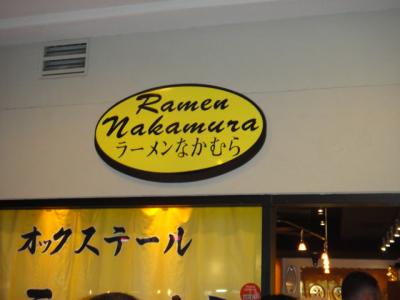 Ramen
Nakamura
ラーメンなかむら
オックステール